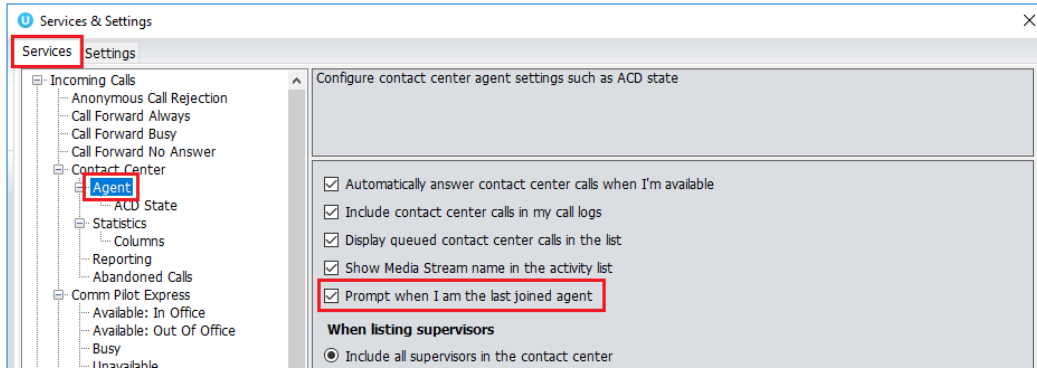 Services & Settings
Services Settings
Incoming Calls
Anonymous Call Rejection
Call Forward Always
Call Forward Busy
Call Forward No Answer
Contact Center
Agent
ACD State
Statistics
Columns
Reporting
Abandoned Calls
Comm Pilot Express
Available: In Office
Available: Out Of Office
Busy
Unavailable
Configure contact center agent settings such as ACD state
Automatically answer contact center calls when I'm available
Include contact center calls in my call logs
Display queued contact center calls in the list
Show Media Stream name in the activity list
Prompt when I am the last joined agent
When listing supervisors
Include all supervisors in the contact center